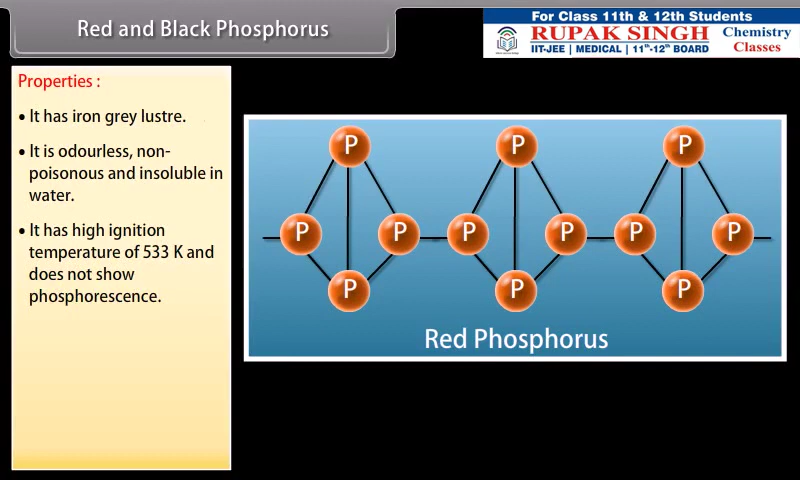 Red and Black Phosphorus
For Class 11th & 12th Students
RUPAK SINGH
IIT-JEE | MEDICAL | 11th-12th BOARD
Chemistry
Classes
Properties :
• It has iron grey lustre.
• It is odourless, non-
poisonous and insoluble in
water.
• It has high ignition
temperature of 533 K and
does not show
phosphorescence.
P P P
P P P P P P
P P P
Red Phosphorus